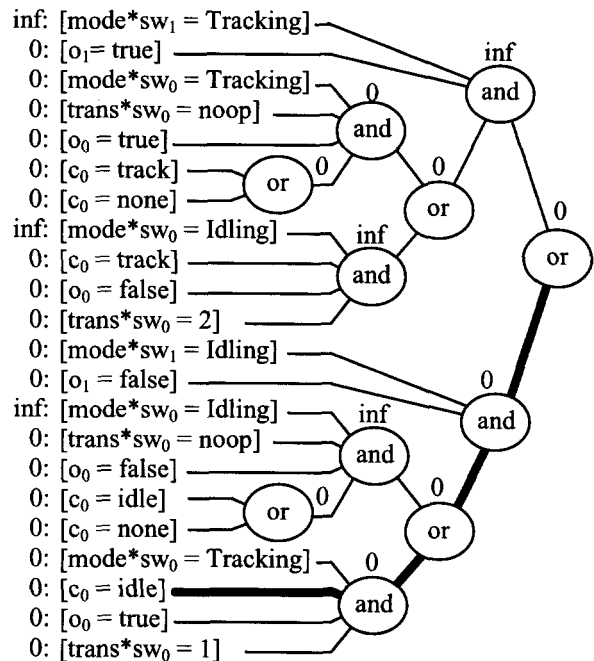 inf: [mode*sw₁ = Tracking]
inf
0: [o₁= true]
and
0: [mode*sw₀ = Tracking]
0
0: [trans*sw₀ = noop]
and
0: [o₀ = true]
0: [c₀ = track]
0
0
or
0: [c₀ = none]
or
0
inf: [mode*sw₀ = Idling]
inf
0: [c₀ = track]
or
and
0: [o₀ = false]
0: [trans*sw₀ = 2]
0: [mode*sw₁ = Idling]
0
0: [o₁ = false]
and
inf: [mode*sw₀ = Idling]
inf
0: [trans*sw₀ = noop]
and
0: [o₀ = false]
0: [c₀ = idle]
0
0
or
0: [c₀ = none]
or
0: [mode*sw₀ = Tracking]
0
0: [c₀ = idle]
and
0: [o₀ = true]
0: [trans*sw₀ = 1]